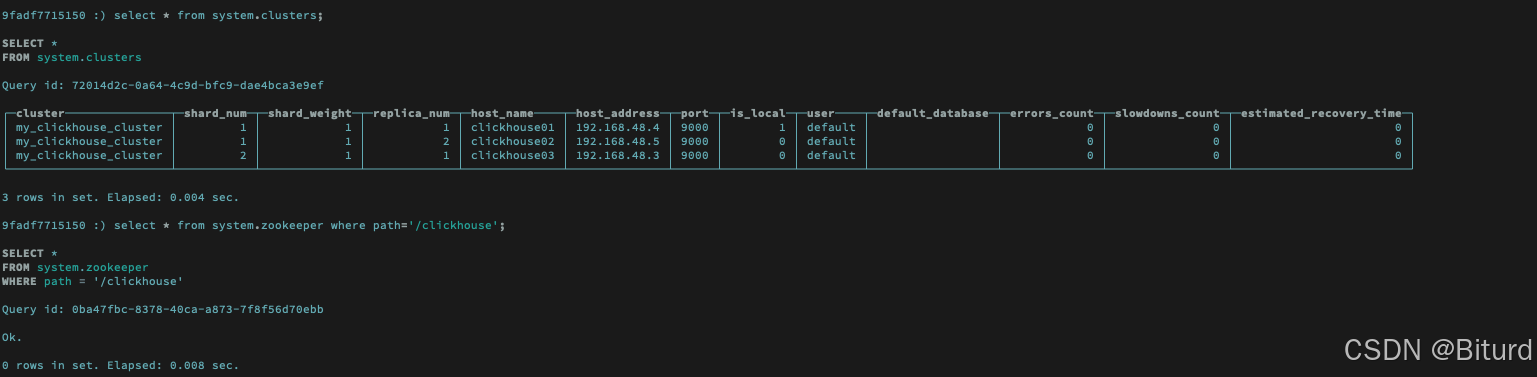 9fadf7715150 :) select * from system.clusters;
SELECT *
FROM system.clusters
Query id: 72014d2c-0a64-4c9d-bfc9-dae4bca3e9ef
cluster shard_num shard_weight replica_num host_name host_address port is_local user default_database errors_count slowdowns_count estimated_recovery_time
my_clickhouse_cluster 1 1 1 clickhouse01 192.168.48.4 9000 1 default 0 0 0
my_clickhouse_cluster 1 1 2 clickhouse02 192.168.48.5 9000 0 default 0 0 0
my_clickhouse_cluster 2 1 1 clickhouse03 192.168.48.3 9000 0 default 0 0 0
3 rows in set. Elapsed: 0.004 sec.
9fadf7715150 :) select * from system.zookeeper where path='/clickhouse';
SELECT *
FROM system.zookeeper
WHERE path = '/clickhouse'
Query id: 0ba47fbc-8378-40ca-a873-7f8f56d70ebb
Ok.
0 rows in set. Elapsed: 0.008 sec.
CSDN @Biturd